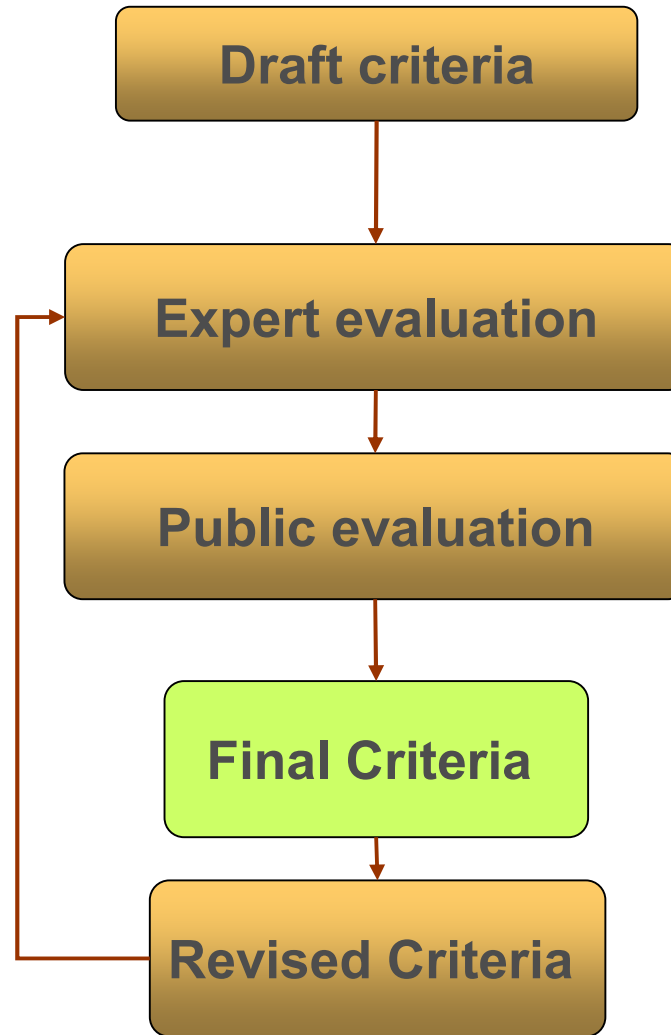 Draft criteria
Expert evaluation
Public evaluation
Final Criteria
Revised Criteria